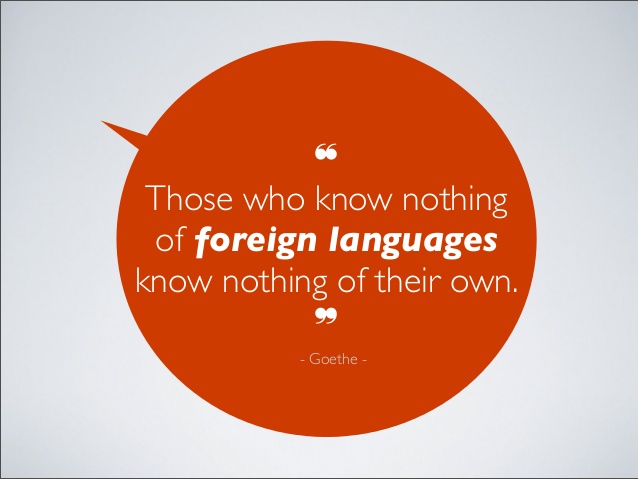 ❝
Those who know nothing
of foreign languages
know nothing of their own.
❞
- Goethe -